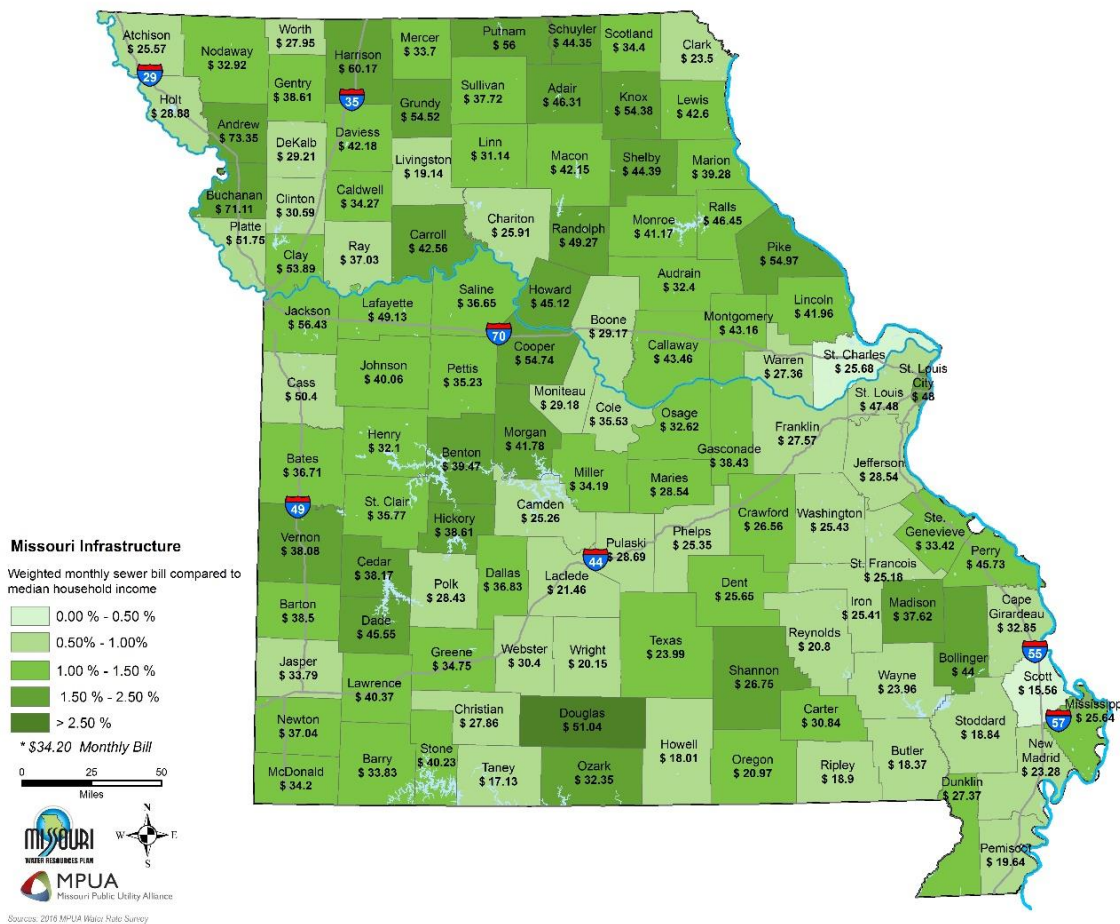 Atchison
$ 25.57
Nodaway
$ 32.92
Worth
$ 27.95
Harrison
$ 60.17
Mercer
$ 33.7
Putnam
$ 56
Schuyler
$ 44.35
Scotland
$ 34.4
Clark
$ 23.5
29
Holt
$ 28.88
Gentry
$ 38.61
35
Grundy
$ 54.52
Sullivan
$ 37.72
Adair
$ 46.31
Knox
$ 54.38
Lewis
$ 42.6
Andrew
$ 73.35
DeKalb
$ 29.21
Daviess
$ 42.18
Livingston
$ 19.14
Linn
$ 31.14
Macon
$ 42.15
Shelby
$ 44.39
Marion
$ 39.28
Buchanan
$ 71.11
Clinton
$ 30.59
Caldwell
$ 34.27
Chariton
$ 25.91
Randolph
$ 49.27
Monroe
$ 41.17
Ralls
$ 46.45
Platte
$ 51.75
Clay
$ 53.89
Ray
$ 37.03
Carroll
$ 42.56
Pike
$ 54.97
Jackson
$ 56.43
Lafayette
$ 49.13
Saline
$ 36.65
Howard
$ 45.12
Boone
$ 29.17
Audrain
$ 32.4
Montgomery
$ 43.16
Lincoln
$ 41.96
70
Cooper
$ 54.74
Callaway
$ 43.46
Warren
$ 27.36
St. Charles
$ 25.68
St. Louis
City
$ 48
St. Louis
$ 47.48
Cass
$ 50.4
Johnson
$ 40.06
Pettis
$ 35.23
Moniteau
$ 29.18
Cole
$ 35.53
Osage
$ 32.62
Gasconade
$ 38.43
Franklin
$ 27.57
Jefferson
$ 28.54
Bates
$ 36.71
Henry
$ 32.1
Benton
$ 39.47
Morgan
$ 41.78
Miller
$ 34.19
Maries
$ 28.54
49
St. Clair
$ 35.77
Hickory
$ 38.61
Camden
$ 25.26
Pulaski
$ 28.69
Phelps
$ 25.35
Crawford
$ 26.56
Washington
$ 25.43
Ste.
Genevieve
$ 33.42
Perry
$ 45.73
Vernon
$ 38.08
Cedar
$ 38.17
Polk
$ 28.43
Dallas
$ 36.83
Laclede
$ 21.46
44
Dent
$ 25.65
St. Francois
$ 25.18
Iron
$ 25.41
Madison
$ 37.62
Cape
Girardeau
$ 32.85
Barton
$ 38.5
Dade
$ 45.55
Greene
$ 34.75
Webster
$ 30.4
Wright
$ 20.15
Texas
$ 23.99
Reynolds
$ 20.8
Bollinger
$ 44
55
Jasper
$ 33.79
Lawrence
$ 40.37
Christian
$ 27.86
Douglas
$ 51.04
Shannon
$ 26.75
Wayne
$ 23.96
Scott
$ 15.56
57
Mississipp
$ 25.64
Newton
$ 37.04
Stone
$ 40.23
Howell
$ 18.01
Carter
$ 30.84
Stoddard
$ 18.84
McDonald
$ 34.2
Barry
$ 33.83
Taney
$ 17.13
Ozark
$ 32.35
Oregon
$ 20.97
Ripley
$ 18.9
Butler
$ 18.37
New
Madrid
$ 23.28
Dunklin
$ 27.37
Pemiscot
$ 19.64
Missouri Infrastructure
Weighted monthly sewer bill compared to
median household income
0.00 % - 0.50 %
0.50% - 1.00%
1.00 % - 1.50 %
1.50 % - 2.50 %
> 2.50 %
* $34.20 Monthly Bill
0 25 50
Miles
N
W E
S
MISSOURI
WATER RESOURCES PLAN
MPUA
Missouri Public Utility Alliance
Sources: 2016 MPUA Water Rate Survey